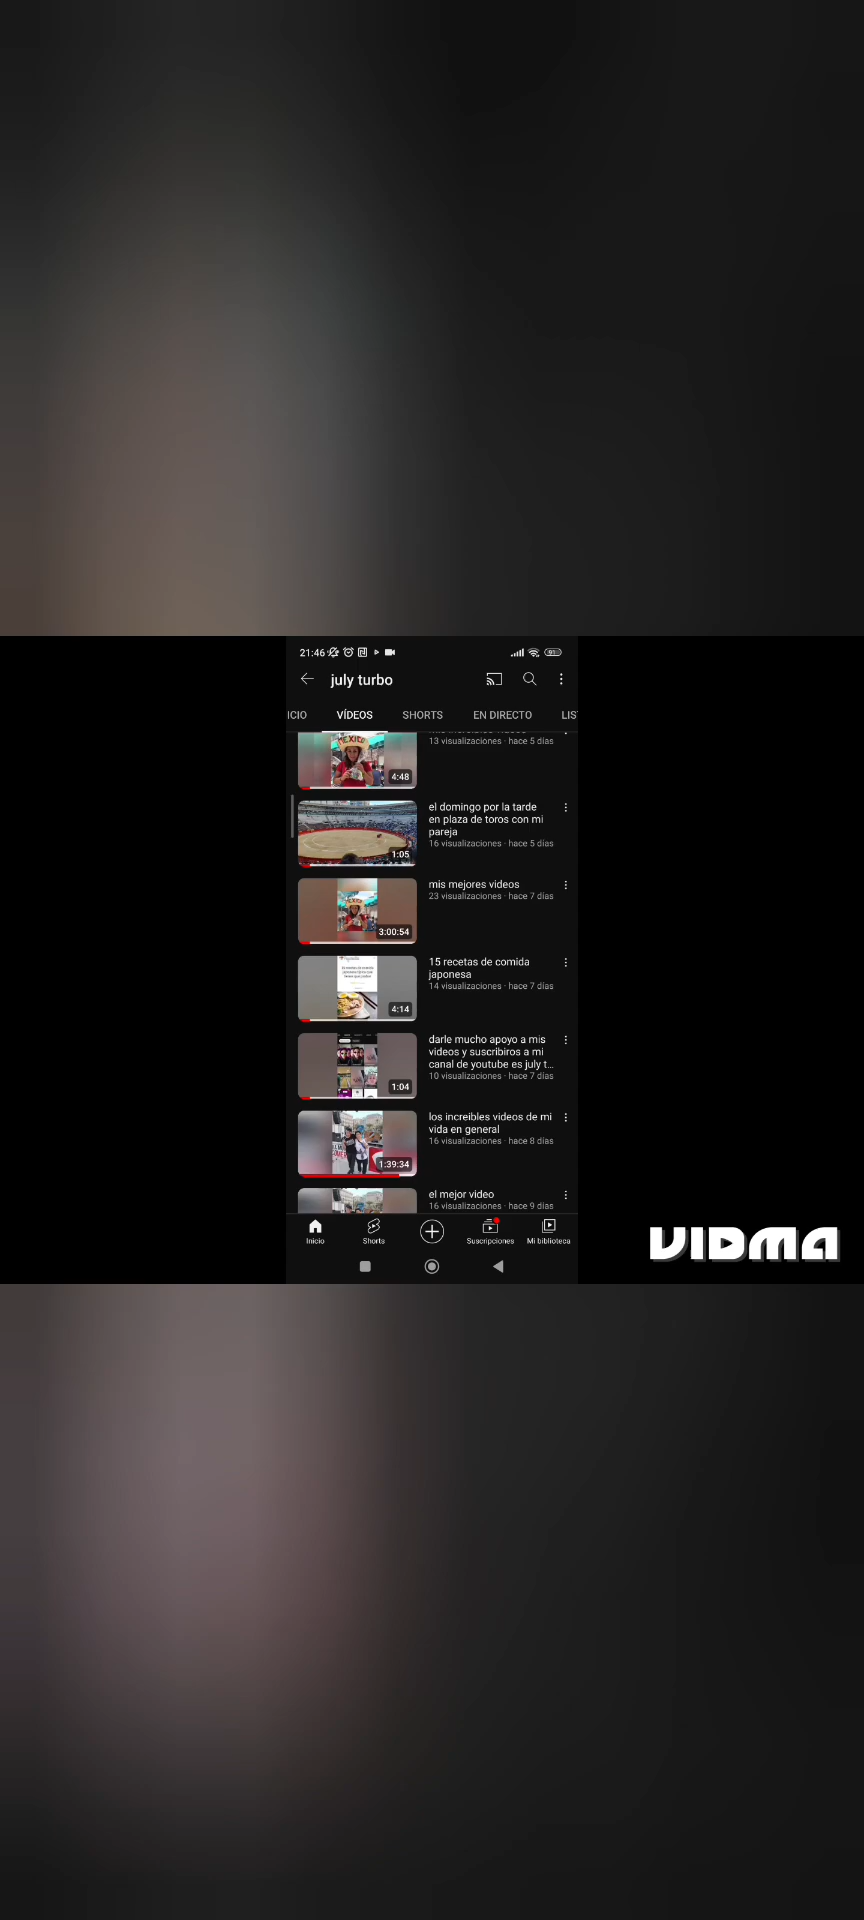 21:46
91
july turbo
ICIO VÍDEOS SHORTS EN DIRECTO LIS
MEXICO
4:48
13 visualizaciones · hace 5 días
1:05
el domingo por la tarde
en plaza de toros con mi
pareja
16 visualizaciones · hace 5 días
3:00:54
mis mejores videos
23 visualizaciones · hace 7 días
4:14
15 recetas de comida
japonesa
14 visualizaciones · hace 7 días
1:04
darle mucho apoyo a mis
videos y suscribiros a mi
canal de youtube es july t...
10 visualizaciones · hace 7 días
1:39:34
los increibles videos de mi
vida en general
16 visualizaciones · hace 8 días
el mejor video
16 visualizaciones · hace 9 días
Inicio Shorts Suscripciones Mi biblioteca
VIDMA